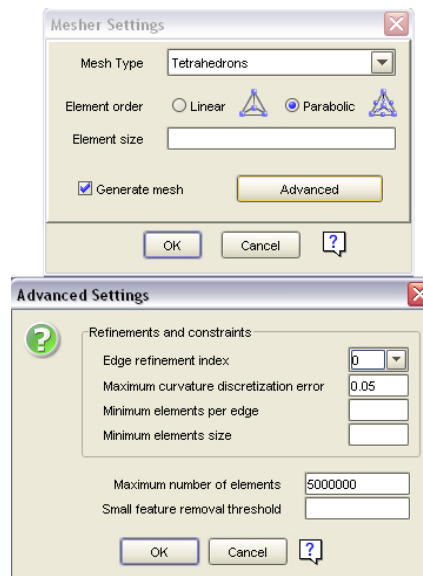 Mesher Settings
Mesh Type Tetrahedrons
Element order Linear Parabolic
Element size
Generate mesh Advanced
OK Cancel ?
Advanced Settings
Refinements and constraints
Edge refinement index 0
Maximum curvature discretization error 0.05
Minimum elements per edge
Minimum elements size
Maximum number of elements 5000000
Small feature removal threshold
OK Cancel ?